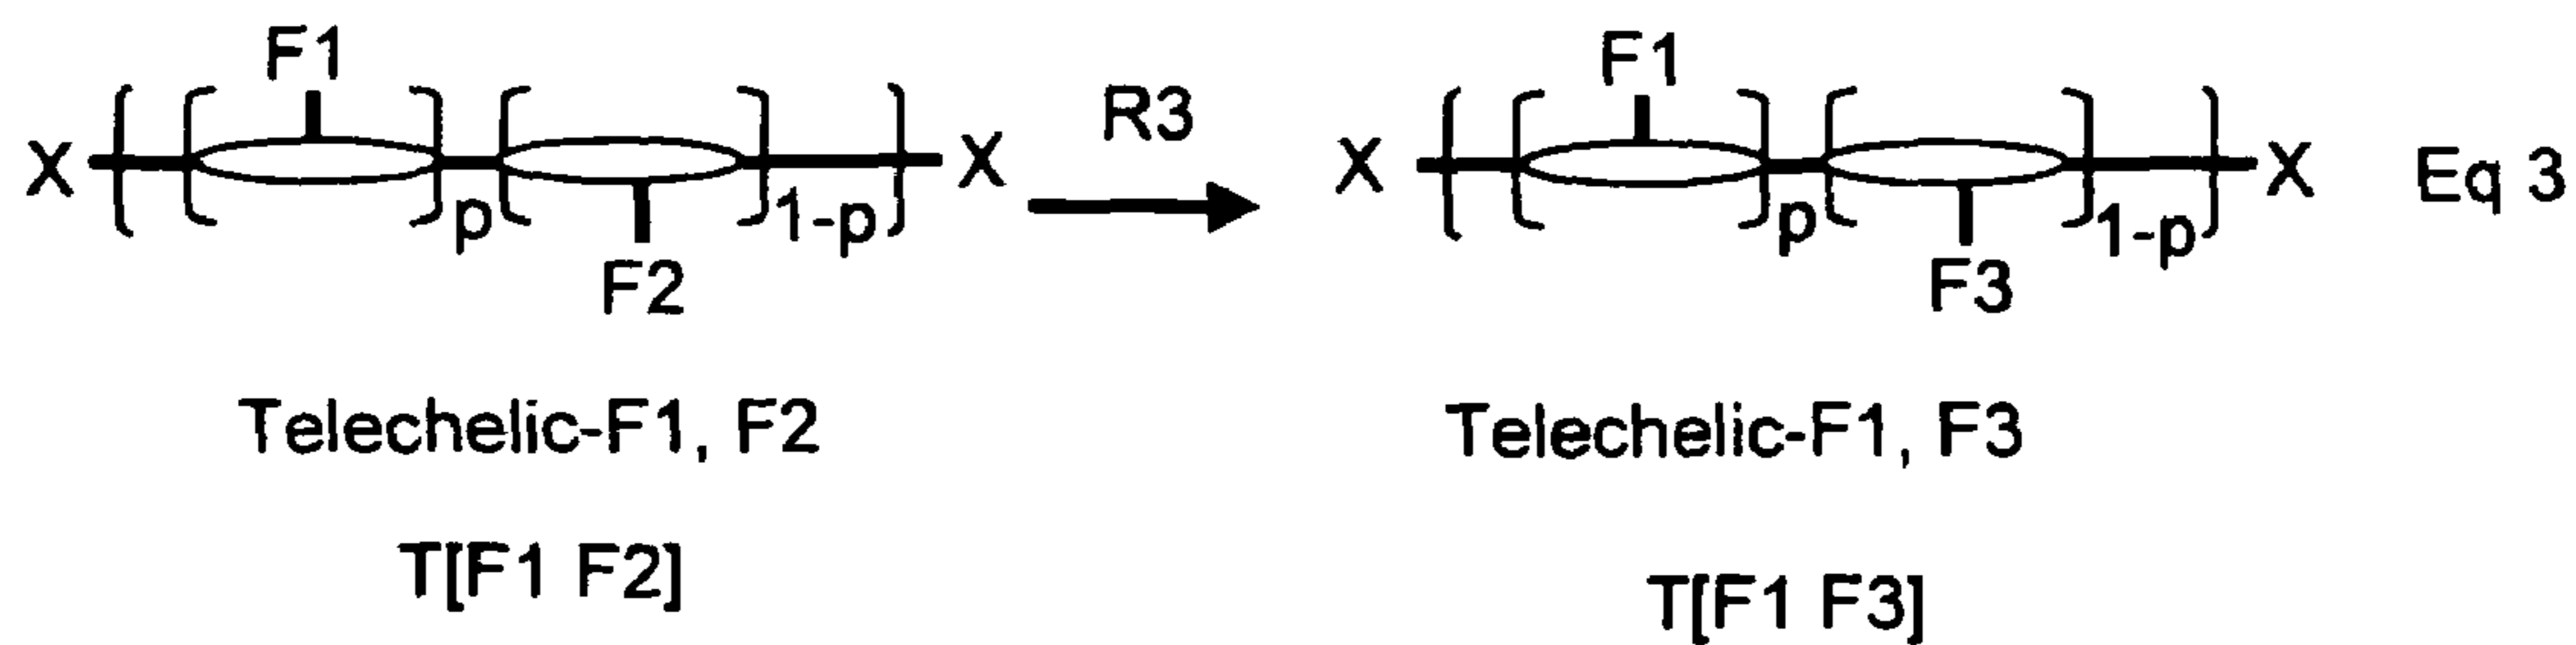 F1 F1
X p 1-p X R3 X p 1-p X Eq 3
F2 F3
Telechelic-F1, F2 Telechelic-F1, F3
T[F1 F2] T[F1 F3]